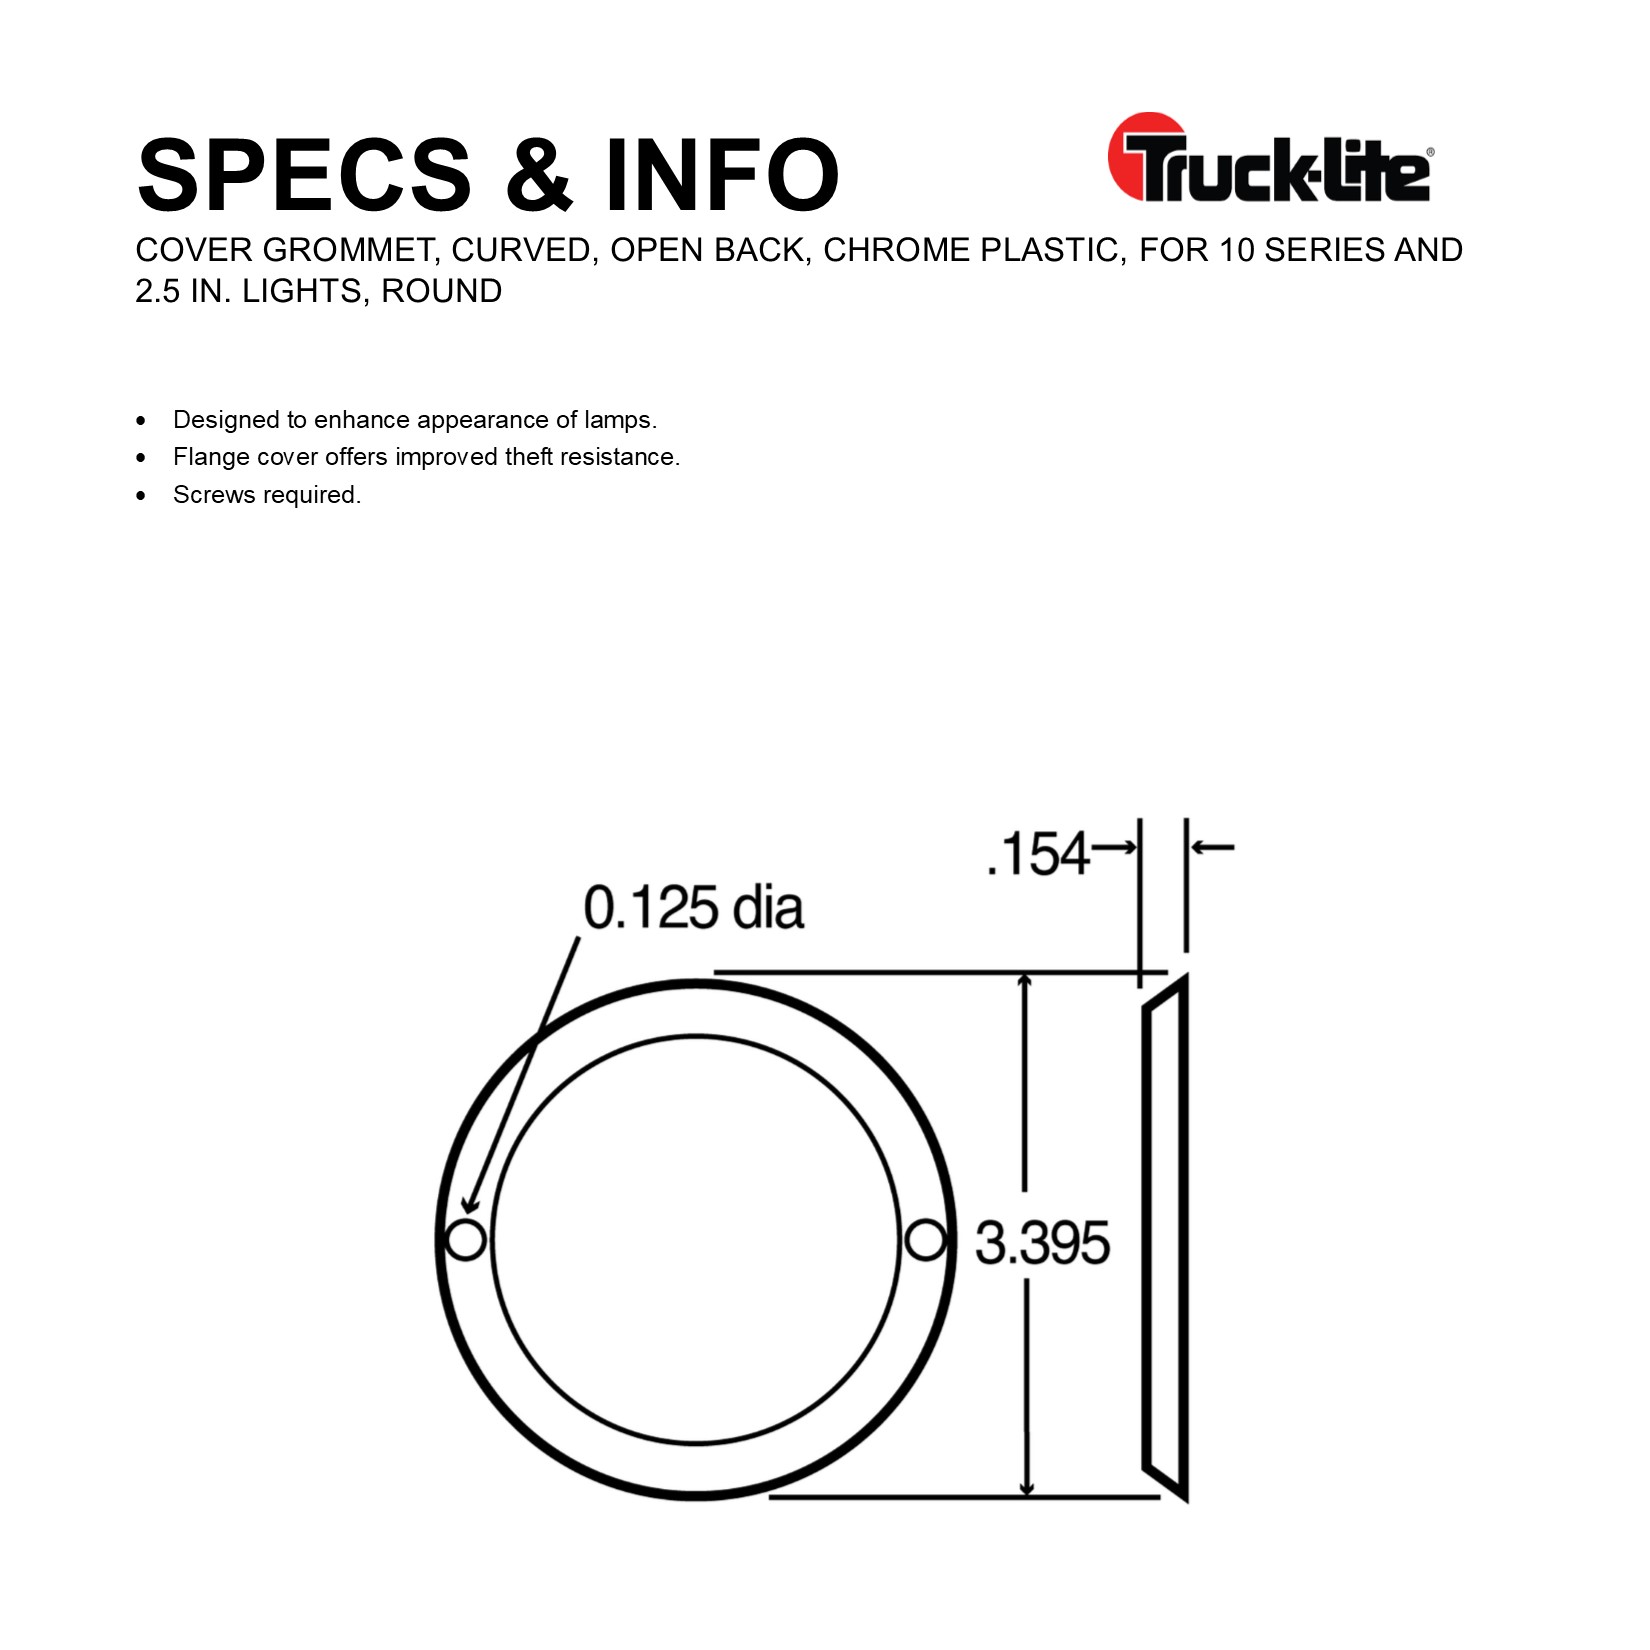 SPECS & INFO
Truck-Lite®
COVER GROMMET, CURVED, OPEN BACK, CHROME PLASTIC, FOR 10 SERIES AND
2.5 IN. LIGHTS, ROUND
• Designed to enhance appearance of lamps.
• Flange cover offers improved theft resistance.
• Screws required.
.154
0.125 dia
3.395